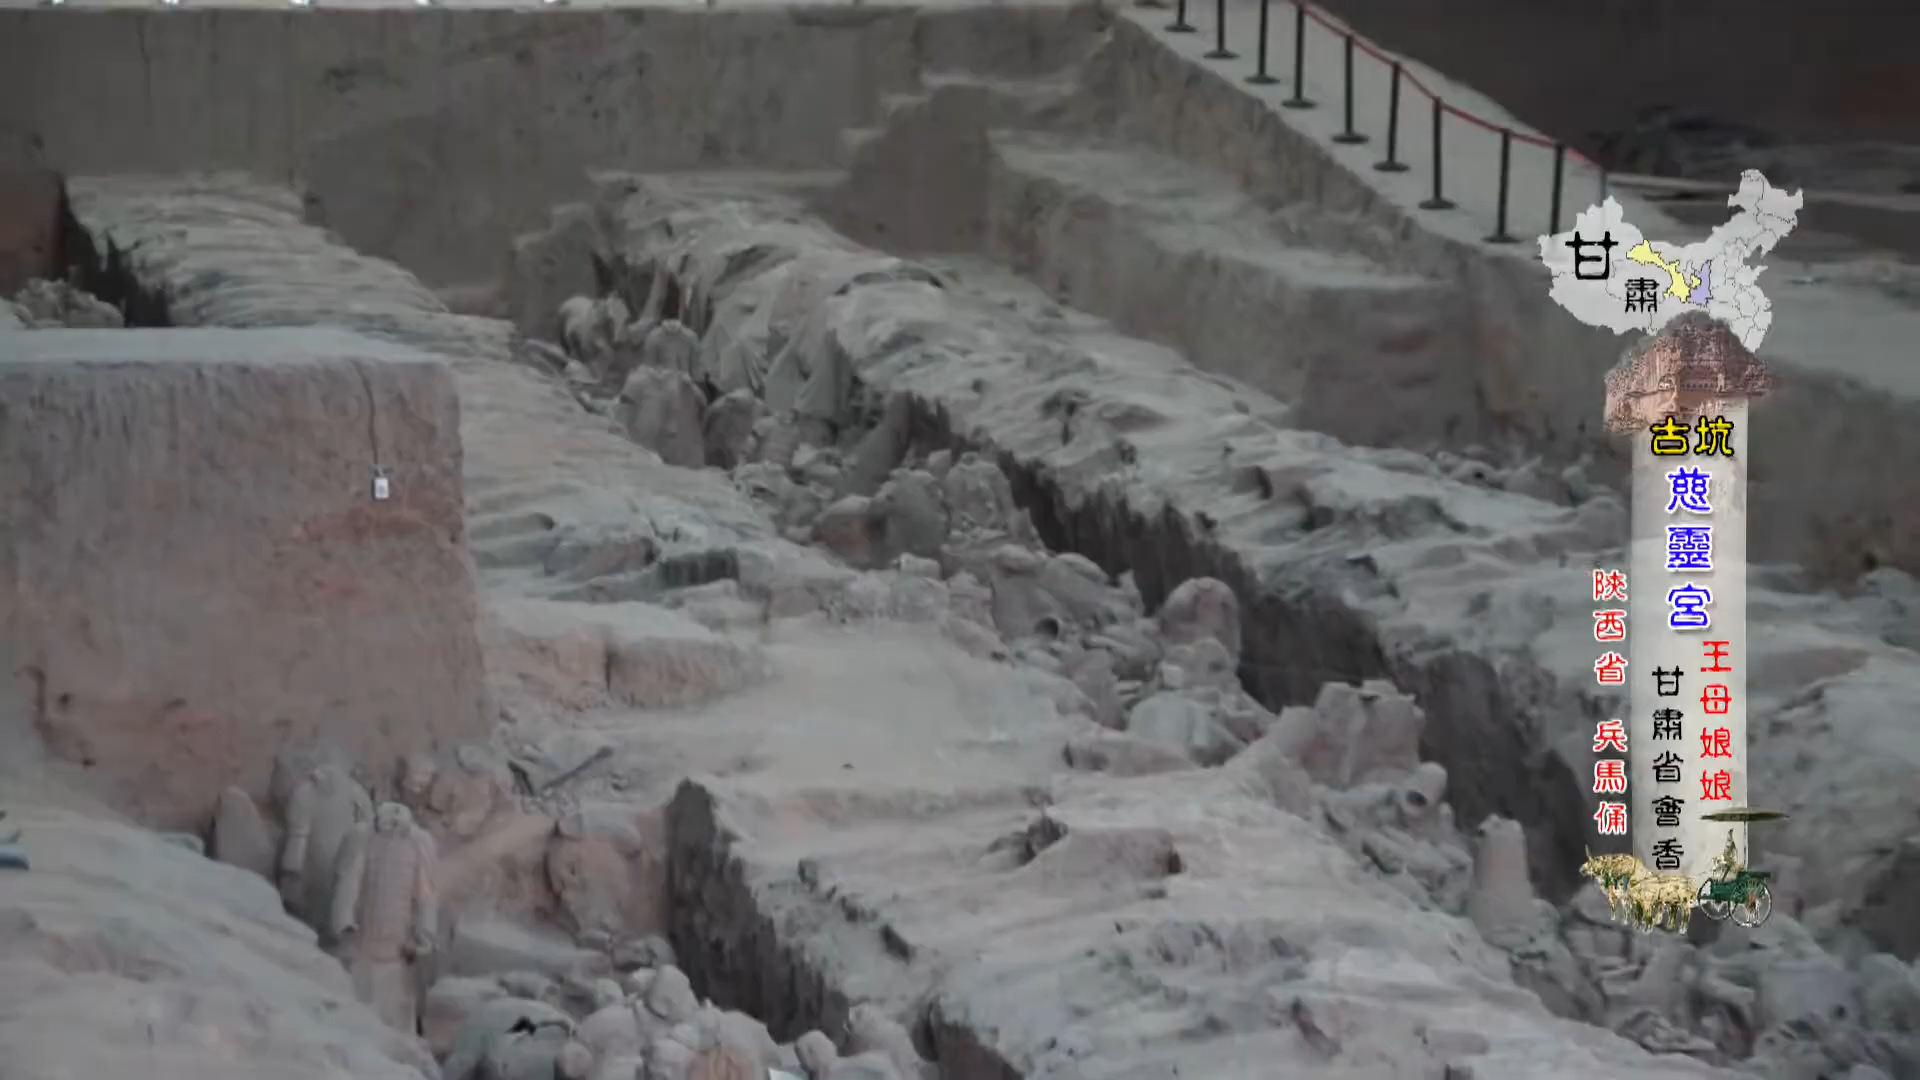 甘肅
古坑
慈靈宮
王母娘娘
甘肅省會香
陝西省 兵馬俑